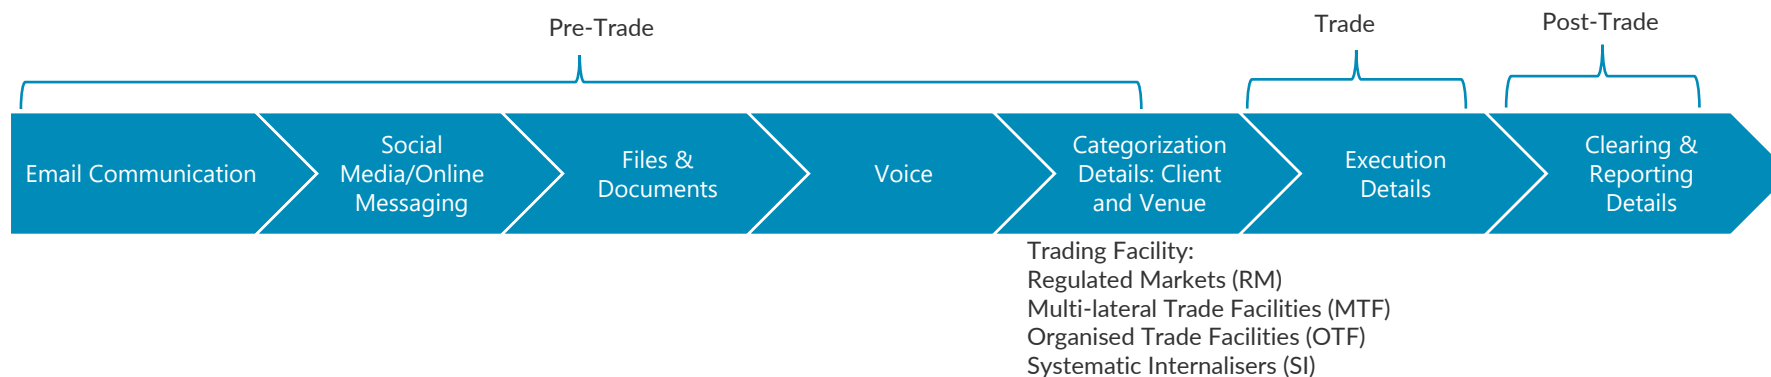 Pre-Trade
Trade
Post-Trade
Email Communication
Social
Media/Online
Messaging
Files &
Documents
Voice
Categorization
Details: Client
and Venue
Execution
Details
Clearing &
Reporting
Details
Trading Facility:
Regulated Markets (RM)
Multi-lateral Trade Facilities (MTF)
Organised Trade Facilities (OTF)
Systematic Internalisers (SI)